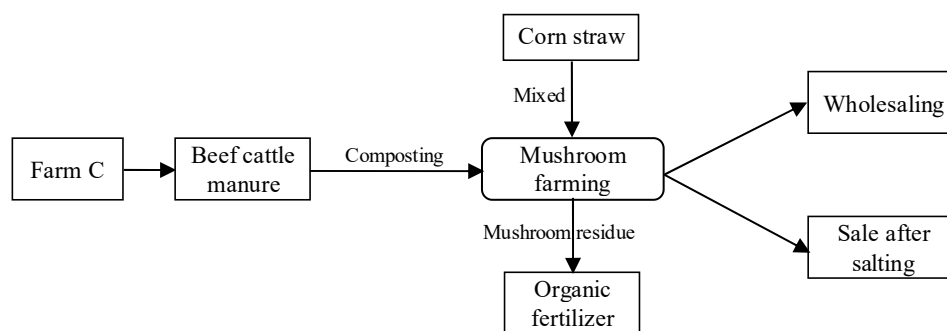 Corn straw
Mixed
Wholesaling
Farm C
Beef cattle
manure
Composting
Mushroom
farming
Mushroom residue
Sale after
salting
Organic
fertilizer